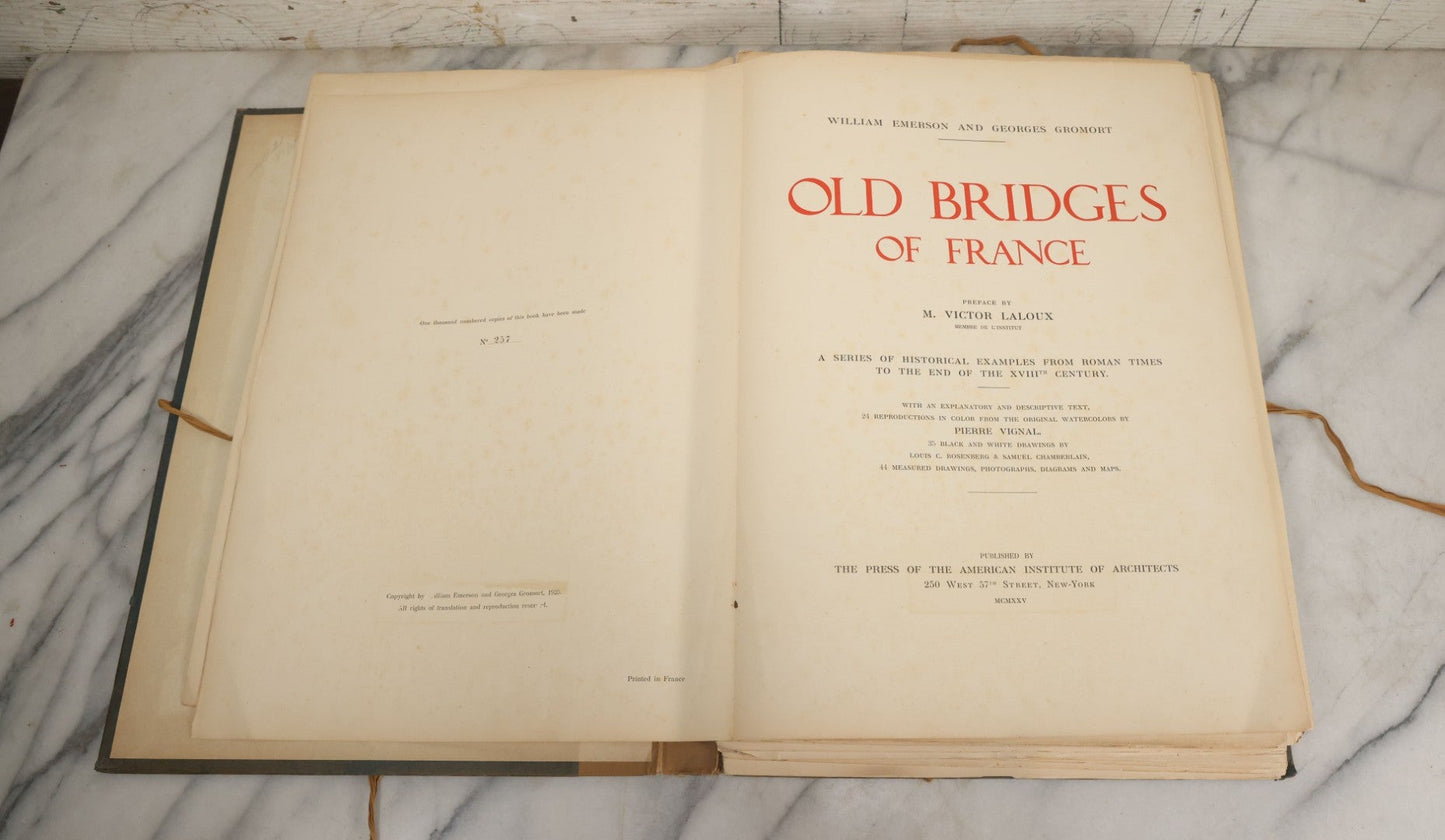 One thousand numbered copies of this book have been made
Nº 257
Copyright by illiam Emerson and Georges Gromort, 1925.
All rights of translation and reproduction reser d.
Printed in France
WILLIAM EMERSON AND GEORGES GROMORT
OLD BRIDGES
OF FRANCE
PREFACE BY
M. VICTOR LALOUX
MEMBRE DE L'INSTITUT
A SERIES OF HISTORICAL EXAMPLES FROM ROMAN TIMES
TO THE END OF THE XVIIITH CENTURY.
WITH AN EXPLANATORY AND DESCRIPTIVE TEXT,
24 REPRODUCTIONS IN COLOR FROM THE ORIGINAL WATERCOLORS BY
PIERRE VIGNAL.
35 BLACK AND WHITE DRAWINGS BY
LOUIS C. ROSENBERG & SAMUEL CHAMBERLAIN,
44 MEASURED DRAWINGS, PHOTOGRAPHS, DIAGRAMS AND MAPS.
PUBLISHED BY
THE PRESS OF THE AMERICAN INSTITUTE OF ARCHITECTS
250 WEST 57TH STREET, NEW-YORK
MCMXXV